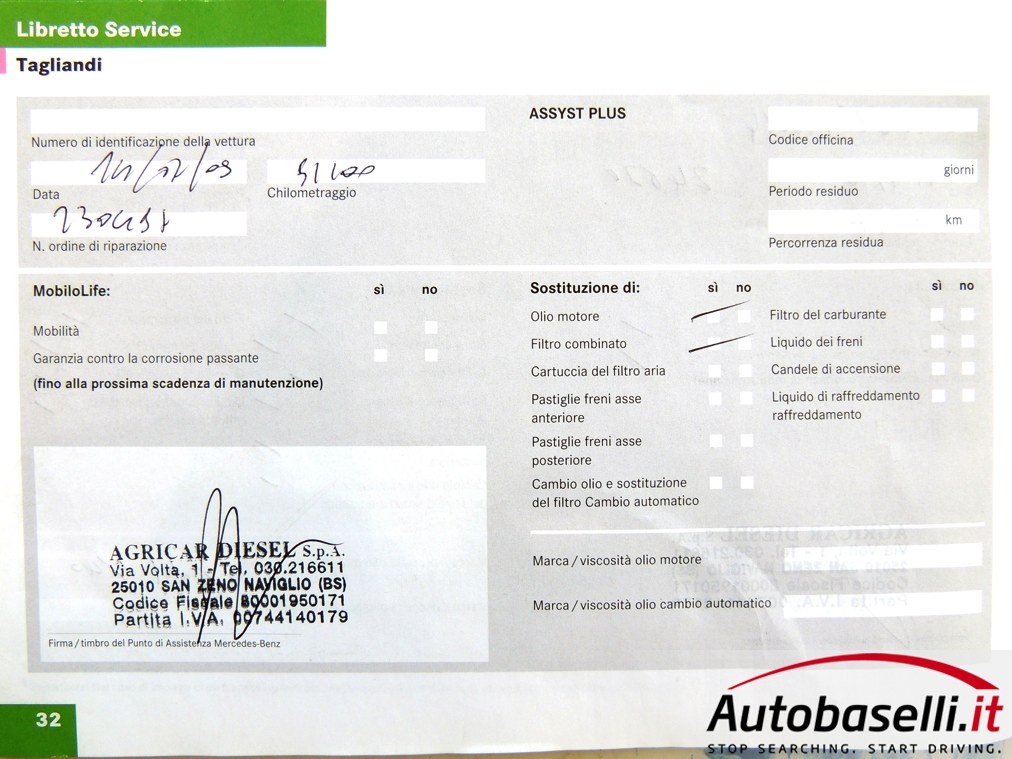 Libretto Service
Tagliandi
Numero di identificazione della vettura
Data
Chilometraggio
N. ordine di riparazione
ASSYST PLUS
Codice officina
giorni
Periodo residuo
km
Percorrenza residua
MobiloLife:
sì no
Mobilità
Garanzia contro la corrosione passante
(fino alla prossima scadenza di manutenzione)
AGRICAR DIESEL S.p.A.
Via Volta, 1 - Tel. 030.216611
25010 SAN ZENO NAVIGLIO (BS)
Codice Fiscale 80001950171
Partita I.V.A. 00744140179
Firma / timbro del Punto di Assistenza Mercedes-Benz
Sostituzione di:
sì no
Olio motore
Filtro combinato
Cartuccia del filtro aria
Pastiglie freni asse
anteriore
Pastiglie freni asse
posteriore
Cambio olio e sostituzione
del filtro Cambio automatico
sì no
Filtro del carburante
Liquido dei freni
Candele di accensione
Liquido di raffreddamento
raffreddamento
Marca / viscosità olio motore
Marca / viscosità olio cambio automatico
32
Autobaselli.it
STOP SEARCHING. START DRIVING.